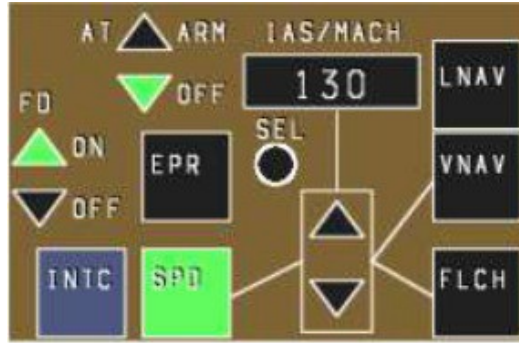 AT ARM IAS/MACH
130
LNAV
OFF
FD
SEL
ON
EPR
VNAV
OFF
INTC
SPD
FLCH